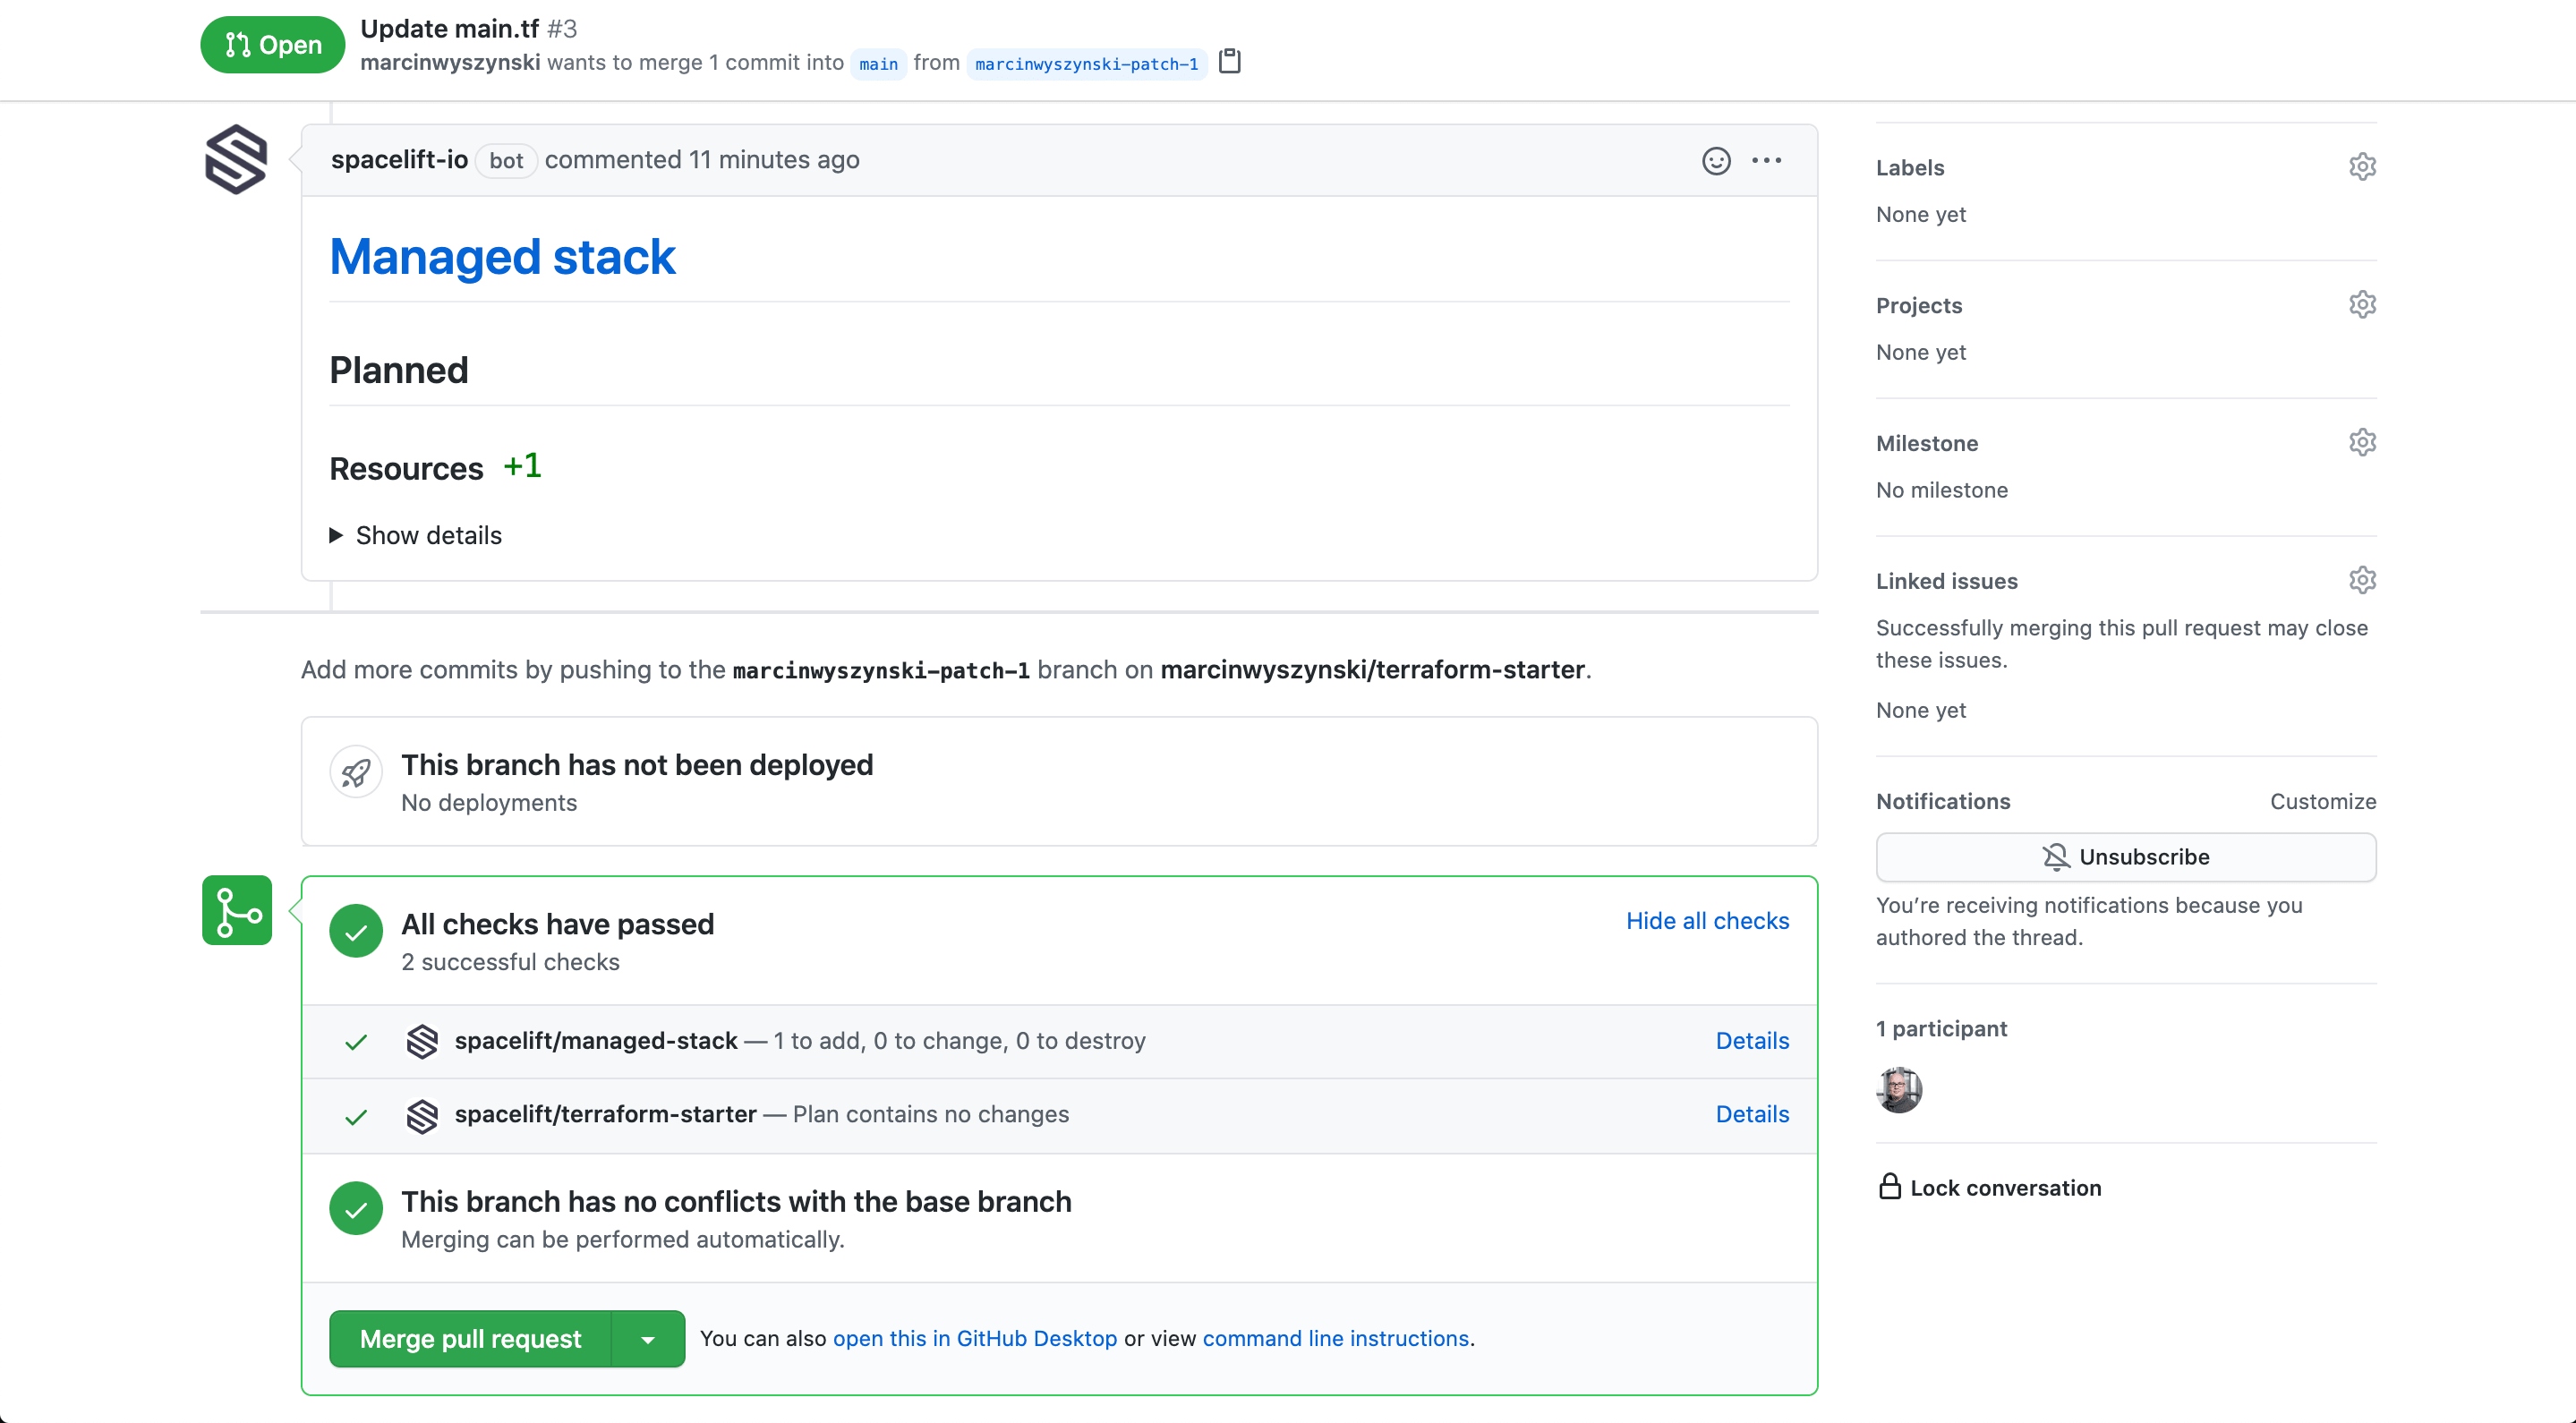 Open
Update main.tf #3
marcinwyszynski wants to merge 1 commit into main from marcinwyszynski-patch-1
spacelift-io bot commented 11 minutes ago
Managed stack
Planned
Resources +1
Show details
Add more commits by pushing to the marcinwyszynski-patch-1 branch on marcinwyszynski/terraform-starter.
This branch has not been deployed
No deployments
All checks have passed
Hide all checks
2 successful checks
spacelift/managed-stack — 1 to add, 0 to change, 0 to destroy
Details
spacelift/terraform-starter — Plan contains no changes
Details
This branch has no conflicts with the base branch
Merging can be performed automatically.
Merge pull request
You can also open this in GitHub Desktop or view command line instructions.
Labels
None yet
Projects
None yet
Milestone
No milestone
Linked issues
Successfully merging this pull request may close
these issues.
None yet
Notifications
Customize
Unsubscribe
You’re receiving notifications because you
authored the thread.
1 participant
Lock conversation